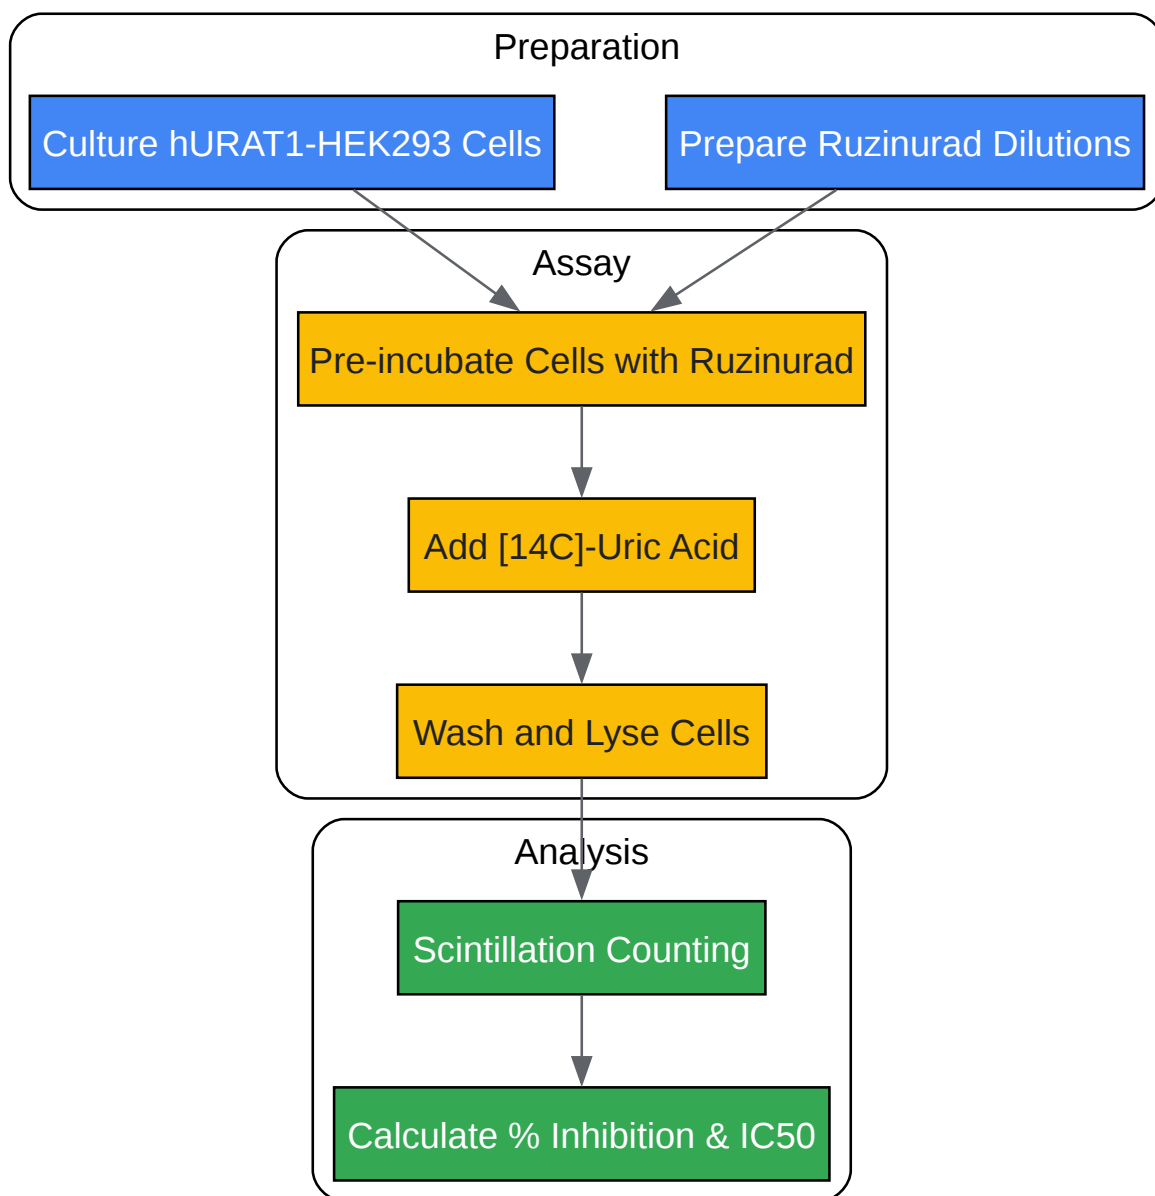 Preparation
Culture hURAT1-HEK293 Cells
Prepare Ruzinurad Dilutions
Assay
Pre-incubate Cells with Ruzinurad
Add [14C]-Uric Acid
Wash and Lyse Cells
Analysis
Scintillation Counting
Calculate % Inhibition & IC50